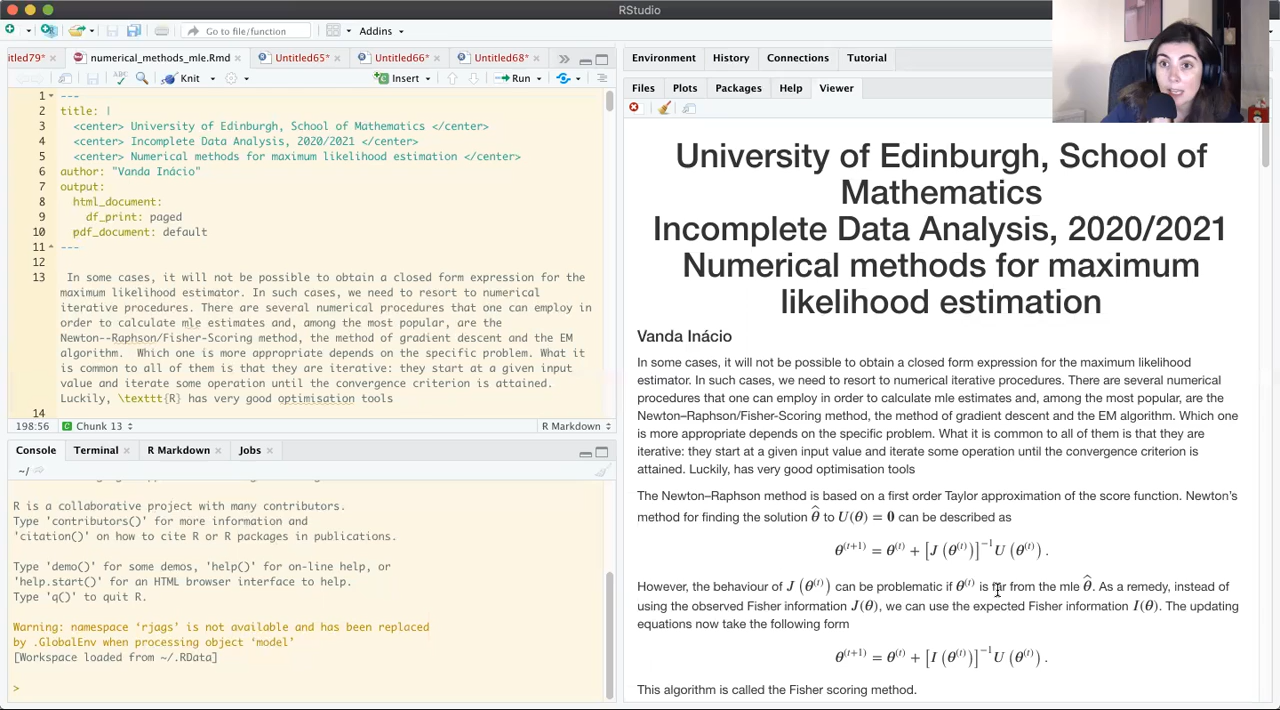 RStudio
Go to file/function
Addins
itled79*
numerical_methods_mle.Rmd
Untitled65*
Untitled66*
Untitled68*
ABC
Knit
Insert
Run
1 ---
2 title: |
3 <center> University of Edinburgh, School of Mathematics </center>
4 <center> Incomplete Data Analysis, 2020/2021 </center>
5 <center> Numerical methods for maximum likelihood estimation </center>
6 author: "Vanda Inácio"
7 output:
8 html_document:
9 df_print: paged
10 pdf_document: default
11 ---
12
13 In some cases, it will not be possible to obtain a closed form expression for the
maximum likelihood estimator. In such cases, we need to resort to numerical
iterative procedures. There are several numerical procedures that one can employ in
order to calculate mle estimates and, among the most popular, are the
Newton--Raphson/Fisher-Scoring method, the method of gradient descent and the EM
algorithm.  Which one is more appropriate depends on the specific problem. What it
is common to all of them is that they are iterative: they start at a given input
value and iterate some operation until the convergence criterion is attained.
Luckily, \texttt{R} has very good optimisation tools
14
198:56
Chunk 13
R Markdown
Console
Terminal
R Markdown
Jobs
~/
R is a collaborative project with many contributors.
Type 'contributors()' for more information and
'citation()' on how to cite R or R packages in publications.
Type 'demo()' for some demos, 'help()' for on-line help, or
'help.start()' for an HTML browser interface to help.
Type 'q()' to quit R.
Warning: namespace ‘rjags’ is not available and has been replaced
by .GlobalEnv when processing object ‘model’
[Workspace loaded from ~/.RData]
>
Environment
History
Connections
Tutorial
Files
Plots
Packages
Help
Viewer
University of Edinburgh, School of
Mathematics
Incomplete Data Analysis, 2020/2021
Numerical methods for maximum
likelihood estimation
Vanda Inácio
In some cases, it will not be possible to obtain a closed form expression for the maximum likelihood
estimator. In such cases, we need to resort to numerical iterative procedures. There are several numerical
procedures that one can employ in order to calculate mle estimates and, among the most popular, are the
Newton–Raphson/Fisher-Scoring method, the method of gradient descent and the EM algorithm. Which one
is more appropriate depends on the specific problem. What it is common to all of them is that they are
iterative: they start at a given input value and iterate some operation until the convergence criterion is
attained. Luckily, has very good optimisation tools
The Newton–Raphson method is based on a first order Taylor approximation of the score function. Newton's
method for finding the solution θ̂ to U(θ) = 0 can be described as
θ^(t+1) = θ^(t) + [J (θ^(t))]^−1 U (θ^(t)) .
However, the behaviour of J (θ^(t)) can be problematic if θ^(t) is far from the mle θ̂. As a remedy, instead of
using the observed Fisher information J(θ), we can use the expected Fisher information I(θ). The updating
equations now take the following form
θ^(t+1) = θ^(t) + [I (θ^(t))]^−1 U (θ^(t)) .
This algorithm is called the Fisher scoring method.